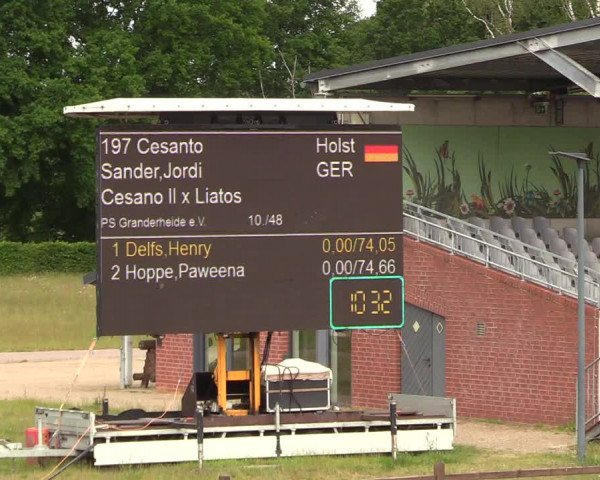 197 Cesanto Holst
Sander,Jordi GER
Cesano II x Liatos
PS Granderheide e.V. 10./48
1 Delfs,Henry 0.00/74,05
2 Hoppe,Paweena 0.00/74,66
10:32